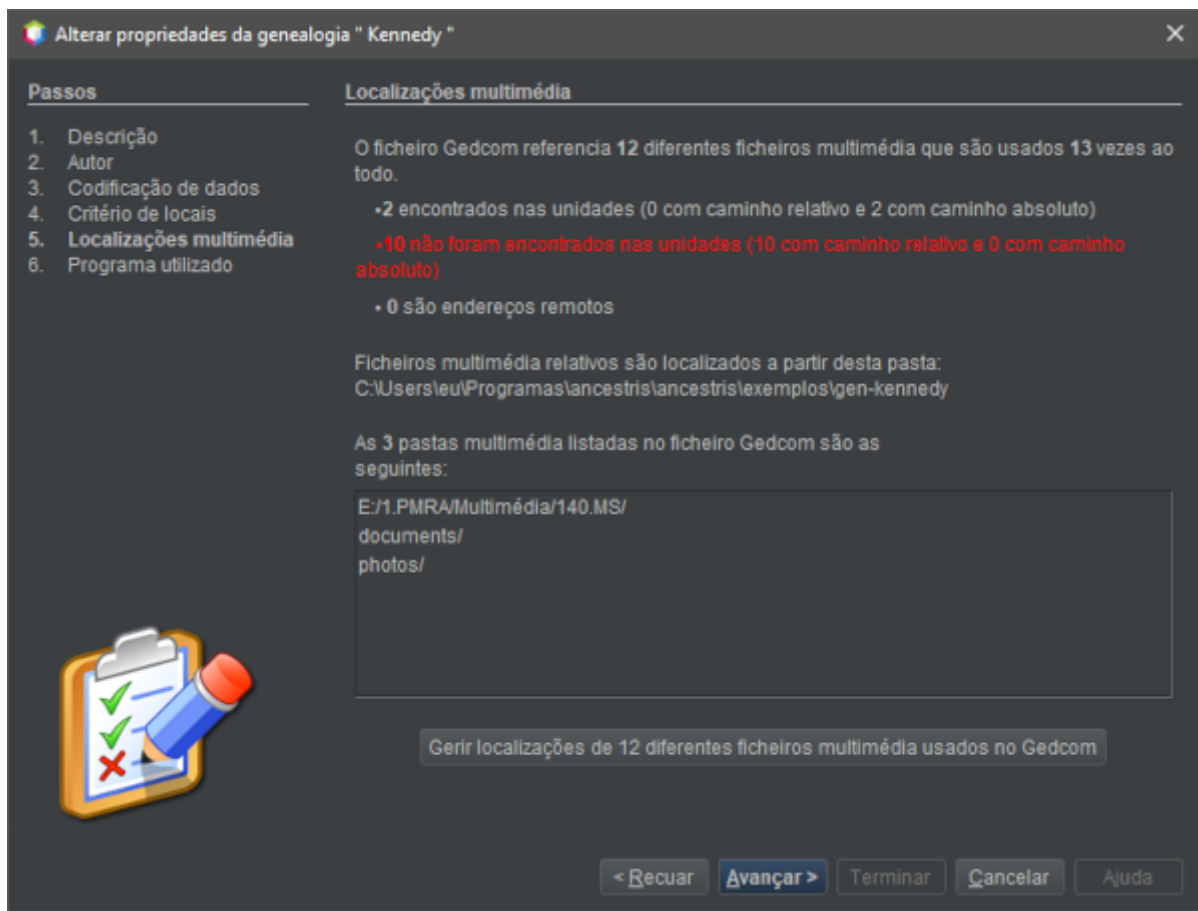 Alterar propriedades da genealogia " Kennedy "
Passos
1. Descrição
2. Autor
3. Codificação de dados
4. Critério de locais
5. Localizações multimédia
6. Programa utilizado
Localizações multimédia
O ficheiro Gedcom referencia 12 diferentes ficheiros multimédia que são usados 13 vezes ao
todo.
•2 encontrados nas unidades (0 com caminho relativo e 2 com caminho absoluto)
•10 não foram encontrados nas unidades (10 com caminho relativo e 0 com caminho
absoluto)
• 0 são endereços remotos
Ficheiros multimédia relativos são localizados a partir desta pasta:
C:\Users\eu\Programas\ancestris\ancestris\exemplos\gen-kennedy
As 3 pastas multimédia listadas no ficheiro Gedcom são as
seguintes:
E:/1.PMRA/Multimédia/140.MS/
documents/
photos/
Gerir localizações de 12 diferentes ficheiros multimédia usados no Gedcom
< Recuar
Avançar >
Terminar
Cancelar
Ajuda